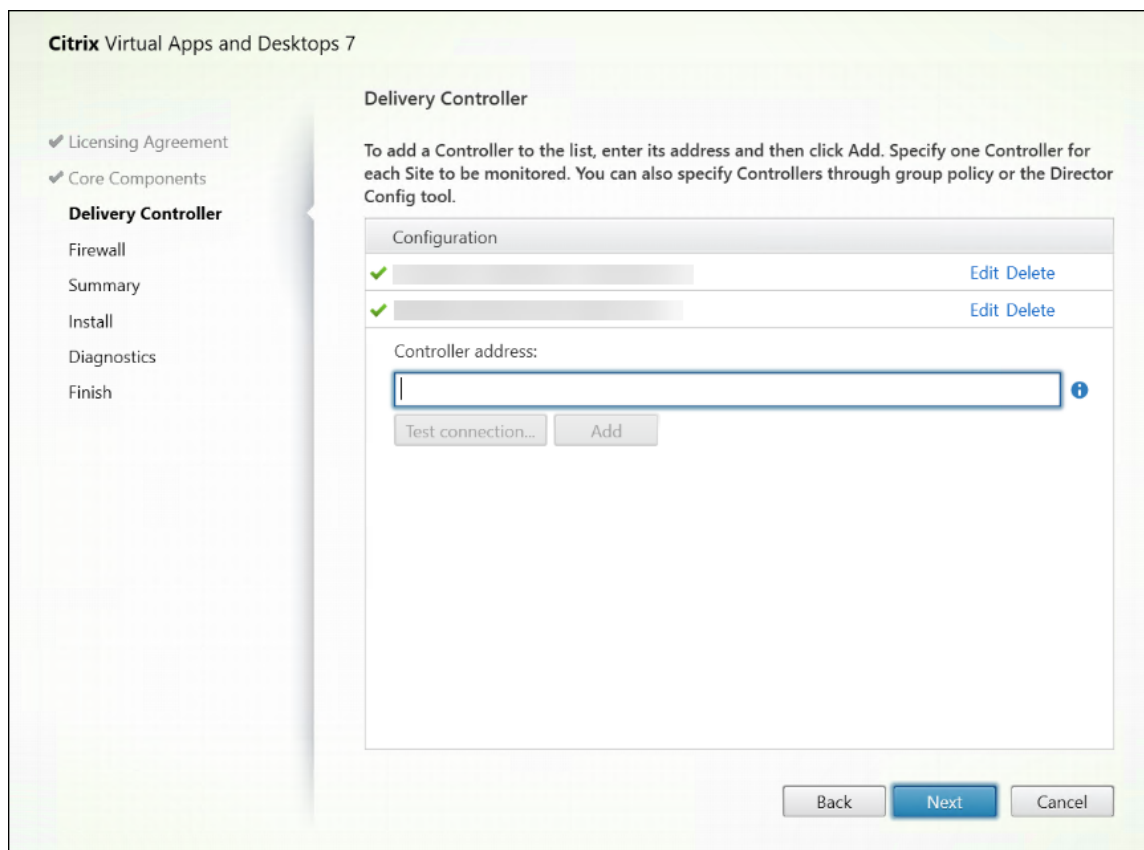 Citrix Virtual Apps and Desktops 7
Licensing Agreement
Core Components
Delivery Controller
Firewall
Summary
Install
Diagnostics
Finish
Delivery Controller
To add a Controller to the list, enter its address and then click Add. Specify one Controller for
each Site to be monitored. You can also specify Controllers through group policy or the Director
Config tool.
Configuration
Edit Delete
Edit Delete
Controller address:
Test connection...  Add
Back  Next  Cancel